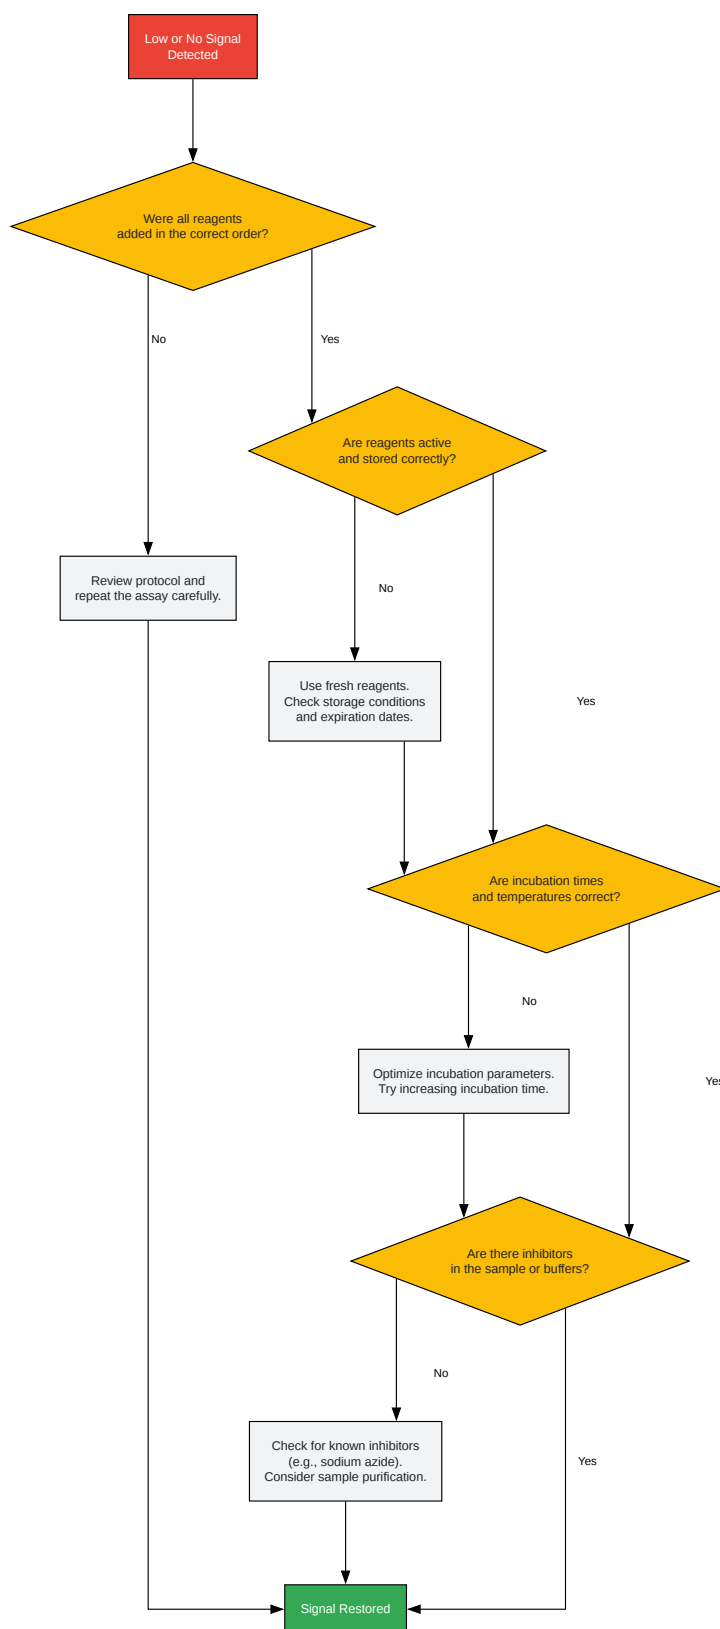 Low or No Signal
Detected
Were all reagents
added in the correct order?
No
Yes
Are reagents active
and stored correctly?
Review protocol and
repeat the assay carefully.
No
Use fresh reagents.
Check storage conditions
and expiration dates.
Yes
Are incubation times
and temperatures correct?
No
Optimize incubation parameters.
Try increasing incubation time.
Yes
Are there inhibitors
in the sample or buffers?
No
Check for known inhibitors
(e.g., sodium azide).
Consider sample purification.
Yes
Signal Restored